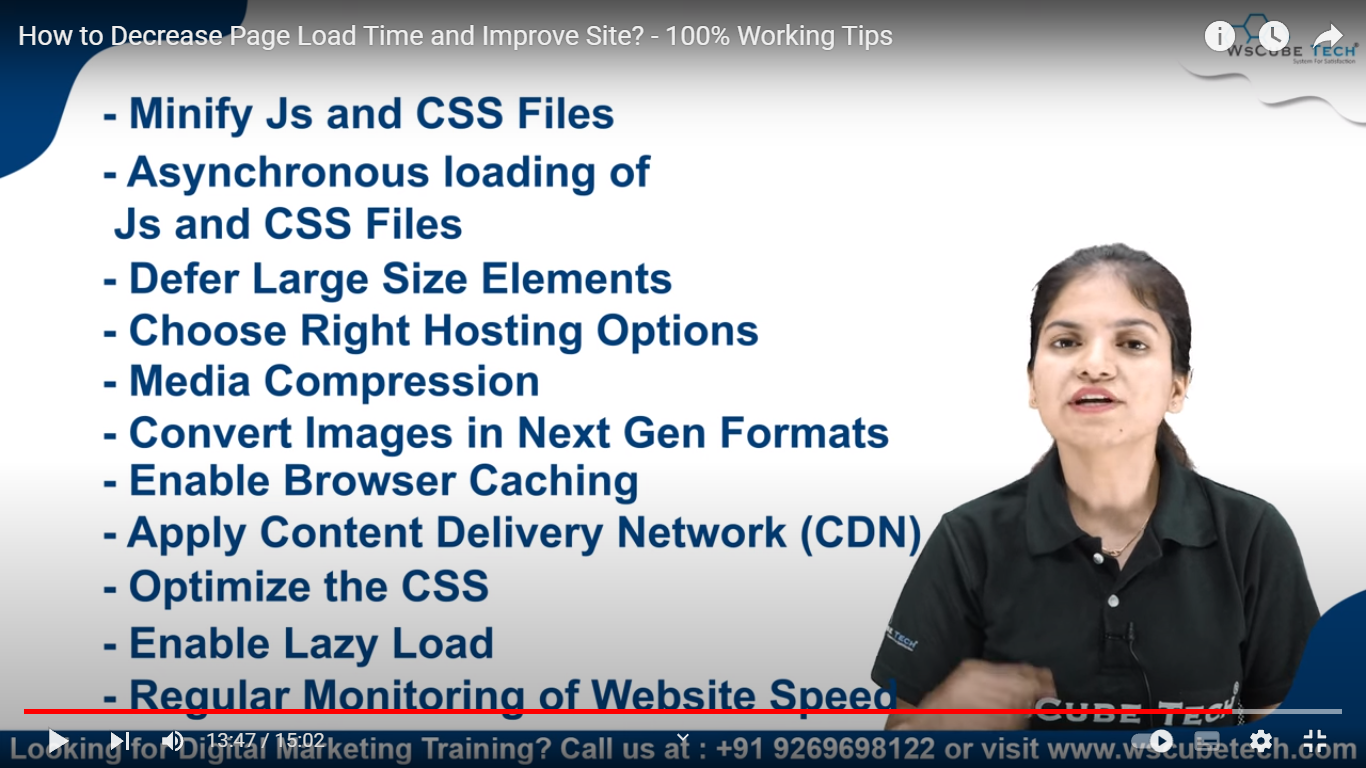 How to Decrease Page Load Time and Improve Site? - 100% Working Tips
WSCUBE TECH
System For Satisfaction
- Minify Js and CSS Files
- Asynchronous loading of
Js and CSS Files
- Defer Large Size Elements
- Choose Right Hosting Options
- Media Compression
- Convert Images in Next Gen Formats
- Enable Browser Caching
- Apply Content Delivery Network (CDN)
- Optimize the CSS
- Enable Lazy Load
- Regular Monitoring of Website Speed
TECH
CUBE TECH
13:47 / 15:02
Looking for Digital Marketing Training? Call us at : +91 9269698122 or visit www.wscubetech.com